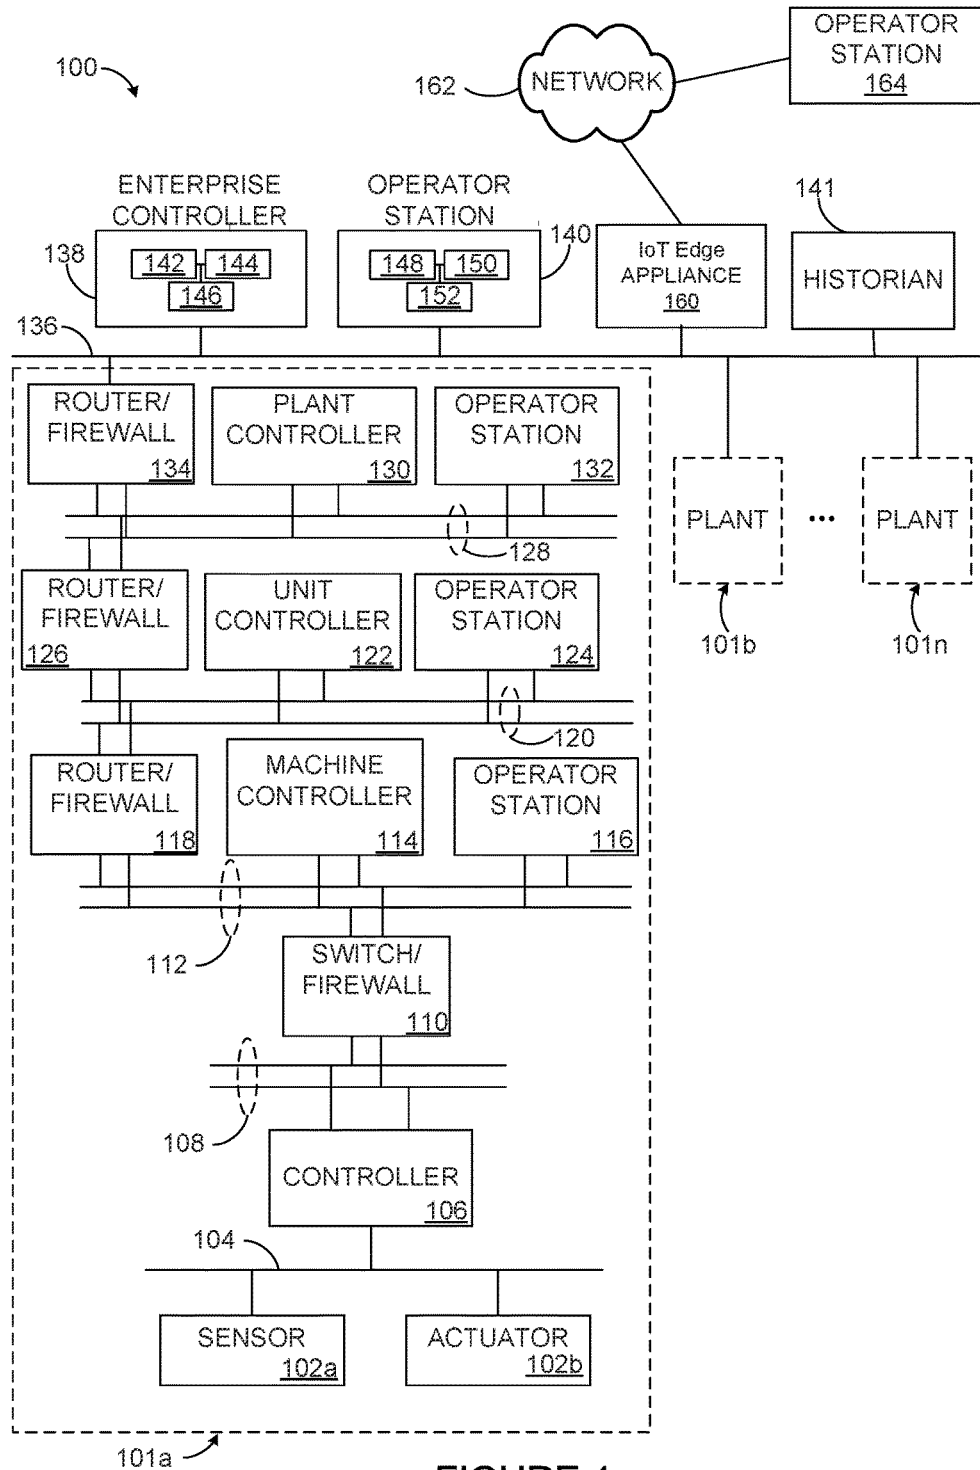 100
162
NETWORK
OPERATOR
STATION
164
ENTERPRISE
CONTROLLER
138
142
144
146
OPERATOR
STATION
140
148
150
152
IoT Edge
APPLIANCE
160
141
HISTORIAN
136
ROUTER/
FIREWALL
134
PLANT
CONTROLLER
130
OPERATOR
STATION
132
128
PLANT
...
PLANT
101b
101n
ROUTER/
FIREWALL
126
UNIT
CONTROLLER
122
OPERATOR
STATION
124
120
ROUTER/
FIREWALL
118
MACHINE
CONTROLLER
114
OPERATOR
STATION
116
112
SWITCH/
FIREWALL
110
108
CONTROLLER
106
104
SENSOR
102a
ACTUATOR
102b
101a
FIGURE 1